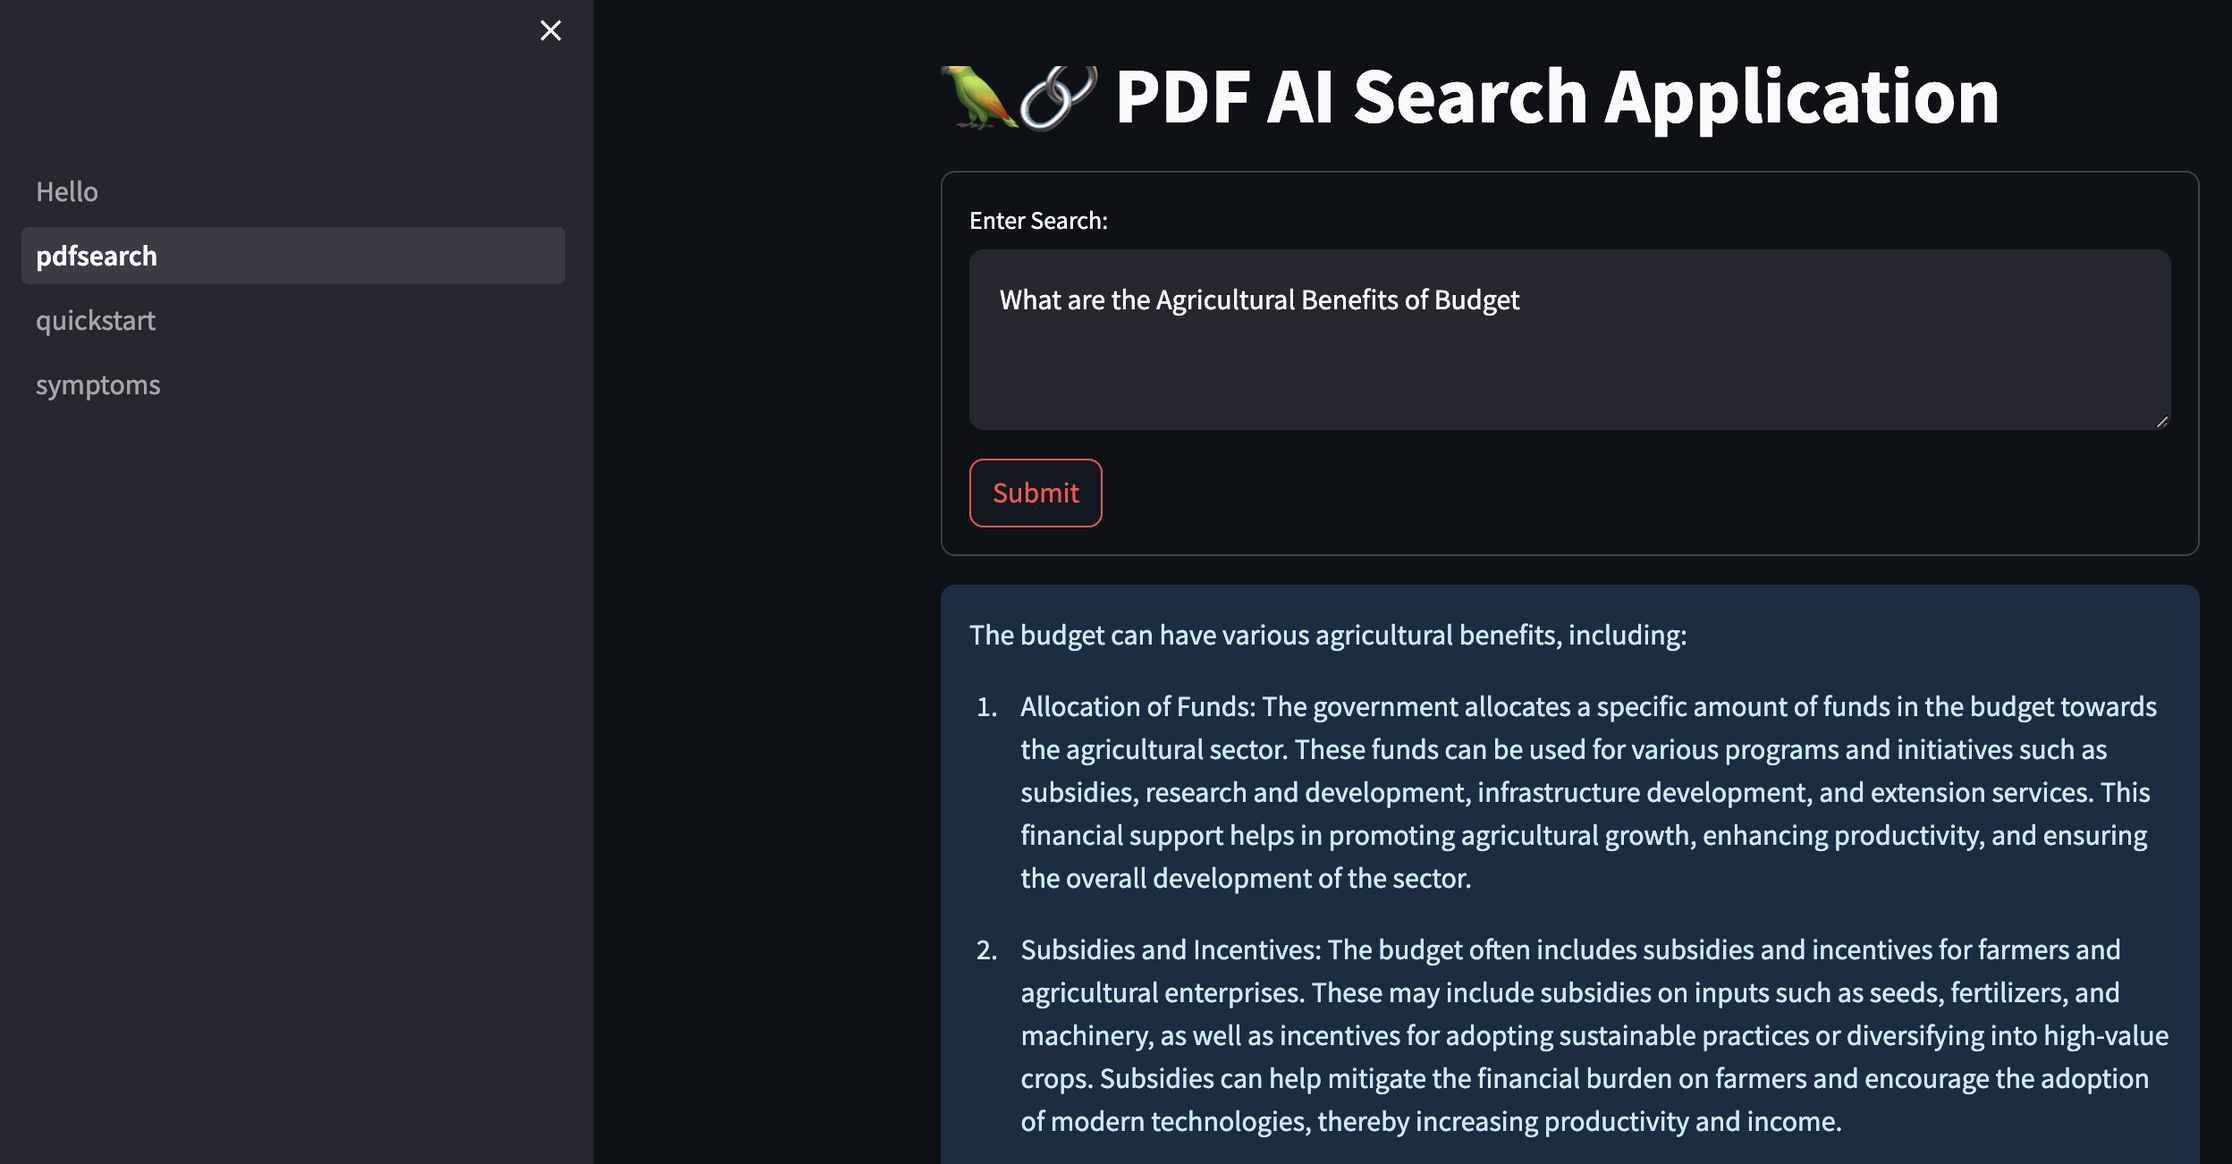 Hello
pdfsearch
quickstart
symptoms
PDF AI Search Application
Enter Search:
What are the Agricultural Benefits of Budget
Submit
The budget can have various agricultural benefits, including:
1. Allocation of Funds: The government allocates a specific amount of funds in the budget towards
the agricultural sector. These funds can be used for various programs and initiatives such as
subsidies, research and development, infrastructure development, and extension services. This
financial support helps in promoting agricultural growth, enhancing productivity, and ensuring
the overall development of the sector.
2. Subsidies and Incentives: The budget often includes subsidies and incentives for farmers and
agricultural enterprises. These may include subsidies on inputs such as seeds, fertilizers, and
machinery, as well as incentives for adopting sustainable practices or diversifying into high-value
crops. Subsidies can help mitigate the financial burden on farmers and encourage the adoption
of modern technologies, thereby increasing productivity and income.